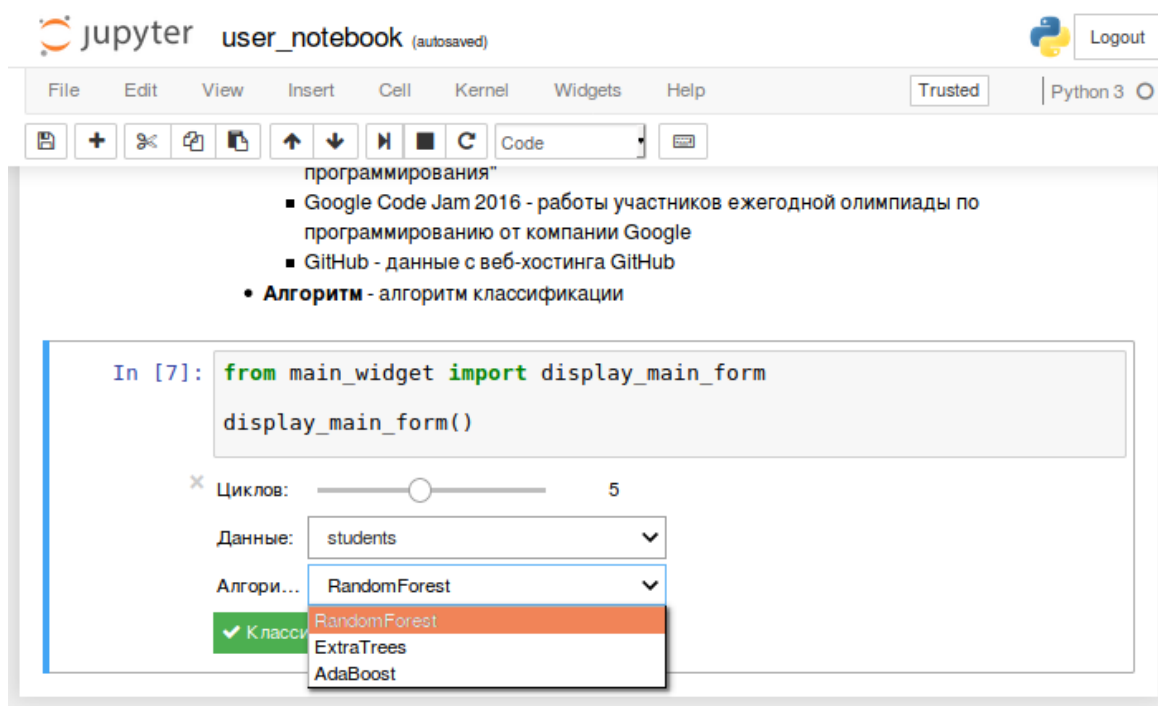 jupyter user_notebook (autosaved) Logout
File Edit View Insert Cell Kernel Widgets Help Trusted Python 3
Code
программирования"
Google Code Jam 2016 - работы участников ежегодной олимпиады по
программированию от компании Google
GitHub - данные с веб-хостинга GitHub
Алгоритм - алгоритм классификации
In [7]: from main_widget import display_main_form
display_main_form()
Циклов: 5
Данные: students
Алгори... RandomForest
Класси
RandomForest
ExtraTrees
AdaBoost